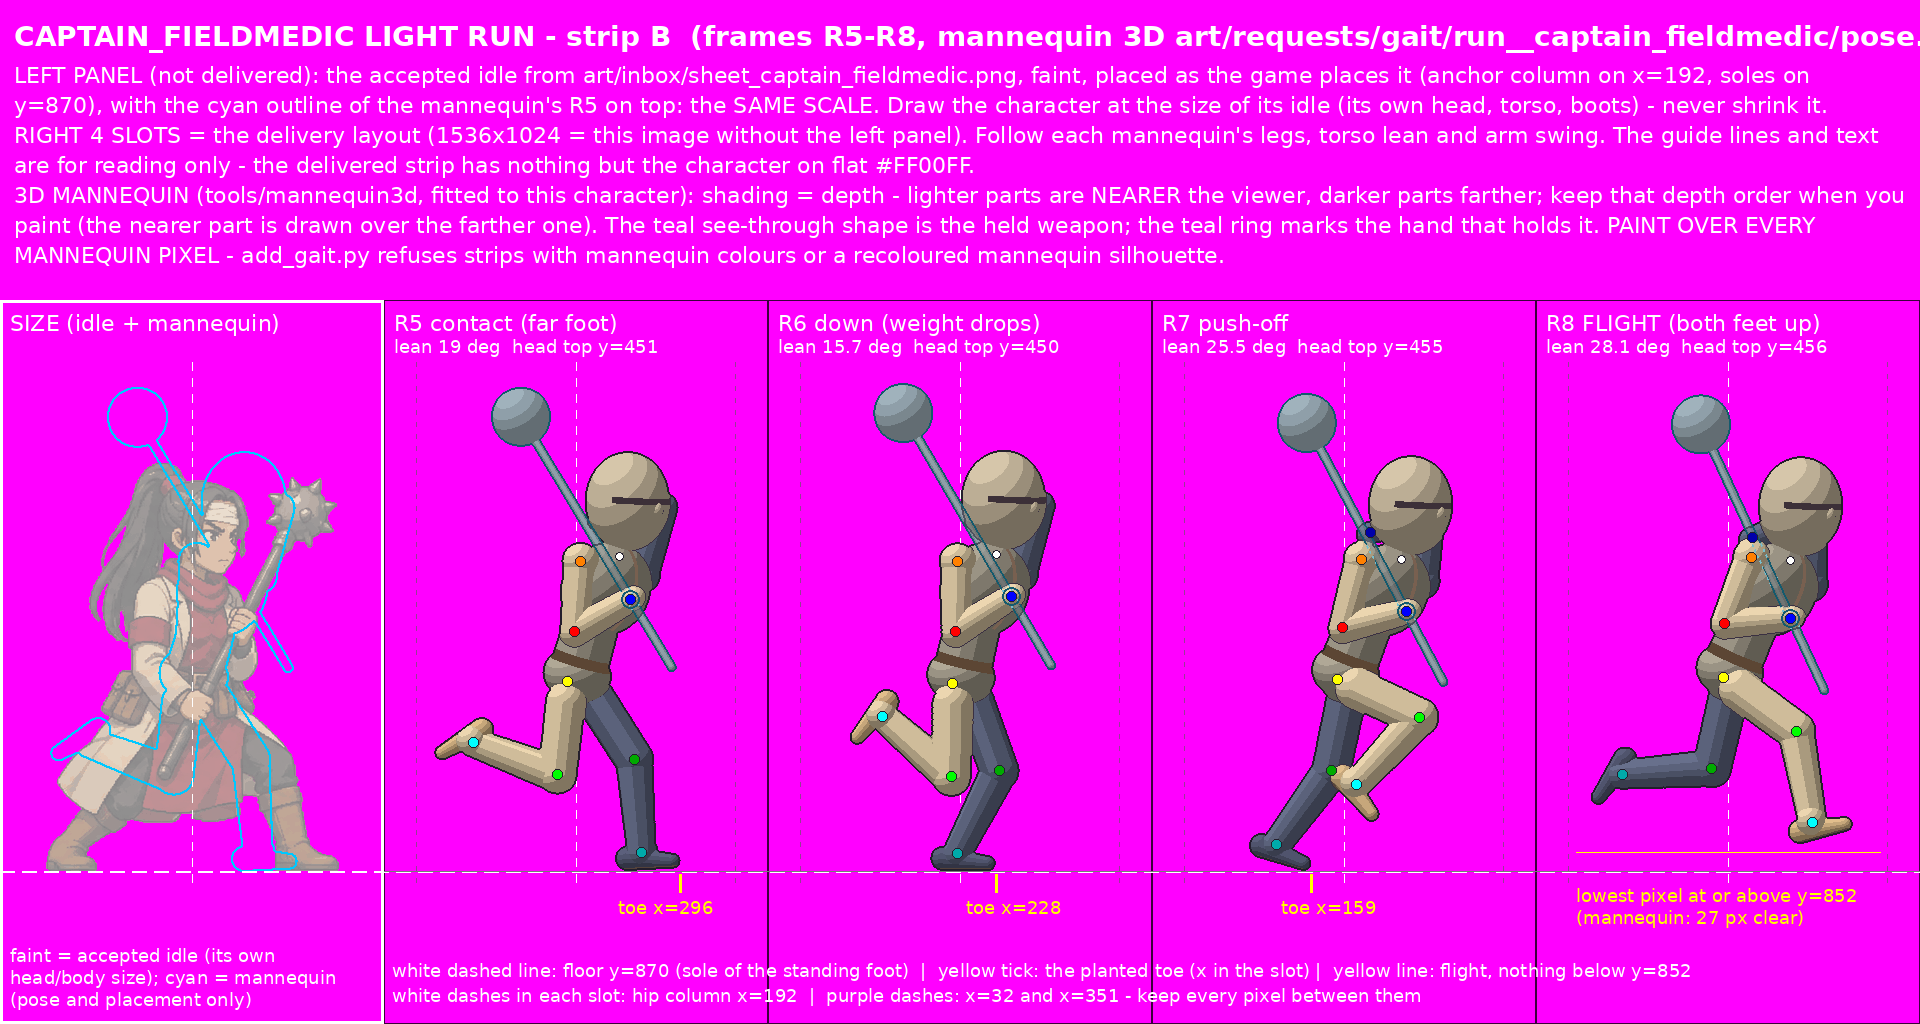 CAPTAIN_FIELDMEDIC LIGHT RUN - strip B (frames R5-R8, mannequin 3D art/requests/gait/run__captain_fieldmedic/pose.
LEFT PANEL (not delivered): the accepted idle from art/inbox/sheet_captain_fieldmedic.png, faint, placed as the game places it (anchor column on x=192, soles on
y=870), with the cyan outline of the mannequin's R5 on top: the SAME SCALE. Draw the character at the size of its idle (its own head, torso, boots) - never shrink it.
RIGHT 4 SLOTS = the delivery layout (1536x1024 = this image without the left panel). Follow each mannequin's legs, torso lean and arm swing. The guide lines and text
are for reading only - the delivered strip has nothing but the character on flat #FF00FF.
3D MANNEQUIN (tools/mannequin3d, fitted to this character): shading = depth - lighter parts are NEARER the viewer, darker parts farther; keep that depth order when you
paint (the nearer part is drawn over the farther one). The teal see-through shape is the held weapon; the teal ring marks the hand that holds it. PAINT OVER EVERY
MANNEQUIN PIXEL - add_gait.py refuses strips with mannequin colours or a recoloured mannequin silhouette.
SIZE (idle + mannequin)
R5 contact (far foot)
lean 19 deg head top y=451
R6 down (weight drops)
lean 15.7 deg head top y=450
R7 push-off
lean 25.5 deg head top y=455
R8 FLIGHT (both feet up)
lean 28.1 deg head top y=456
toe x=296
toe x=228
toe x=159
lowest pixel at or above y=852
(mannequin: 27 px clear)
faint = accepted idle (its own
head/body size); cyan = mannequin
(pose and placement only)
white dashed line: floor y=870 (sole of the standing foot) | yellow tick: the planted toe (x in the slot) | yellow line: flight, nothing below y=852
white dashes in each slot: hip column x=192 | purple dashes: x=32 and x=351 - keep every pixel between them